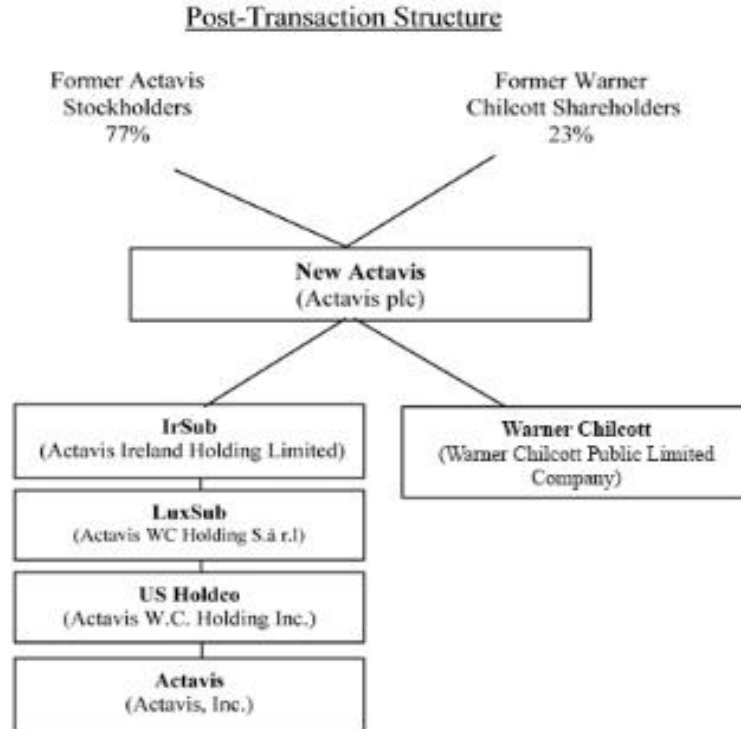 Post-Transaction Structure
Former Actavis
Stockholders
77%
Former Warner
Chilcott Shareholders
23%
New Actavis
(Actavis plc)
IrSub
(Actavis Ireland Holding Limited)
LuxSub
(Actavis WC Holding S.à r.l)
US Holdco
(Actavis W.C. Holding Inc.)
Actavis
(Actavis, Inc.)
Warner Chilcott
(Warner Chilcott Public Limited
Company)